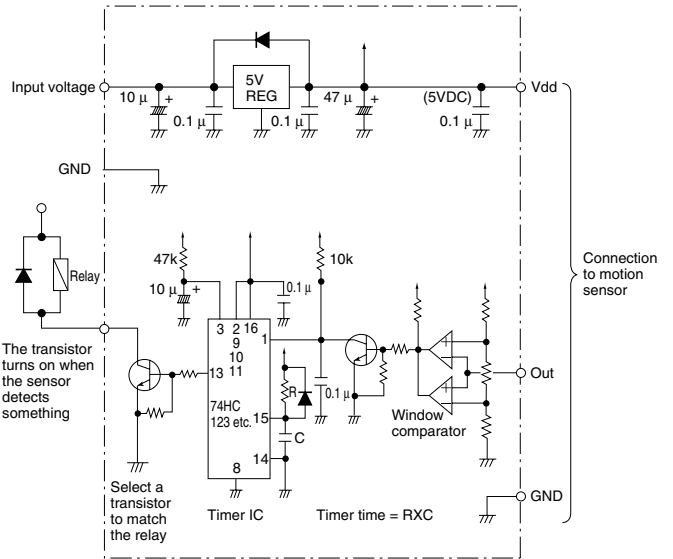 5V
REG
Input voltage
10 µ
+
0.1 µ
0.1 µ
47 µ
+
(5VDC)
0.1 µ
Vdd
GND
47k
10 µ
+
0.1 µ
10k
Relay
Connection
to motion
sensor
3 2 16
9
10
11
1
13
The transistor
turns on when
the sensor
detects
something
74HC
123 etc.
15
R
0.1 µ
C
14
8
+
−
+
−
Out
Window
comparator
Select a
transistor
to match
the relay
Timer IC
Timer time = RXC
GND